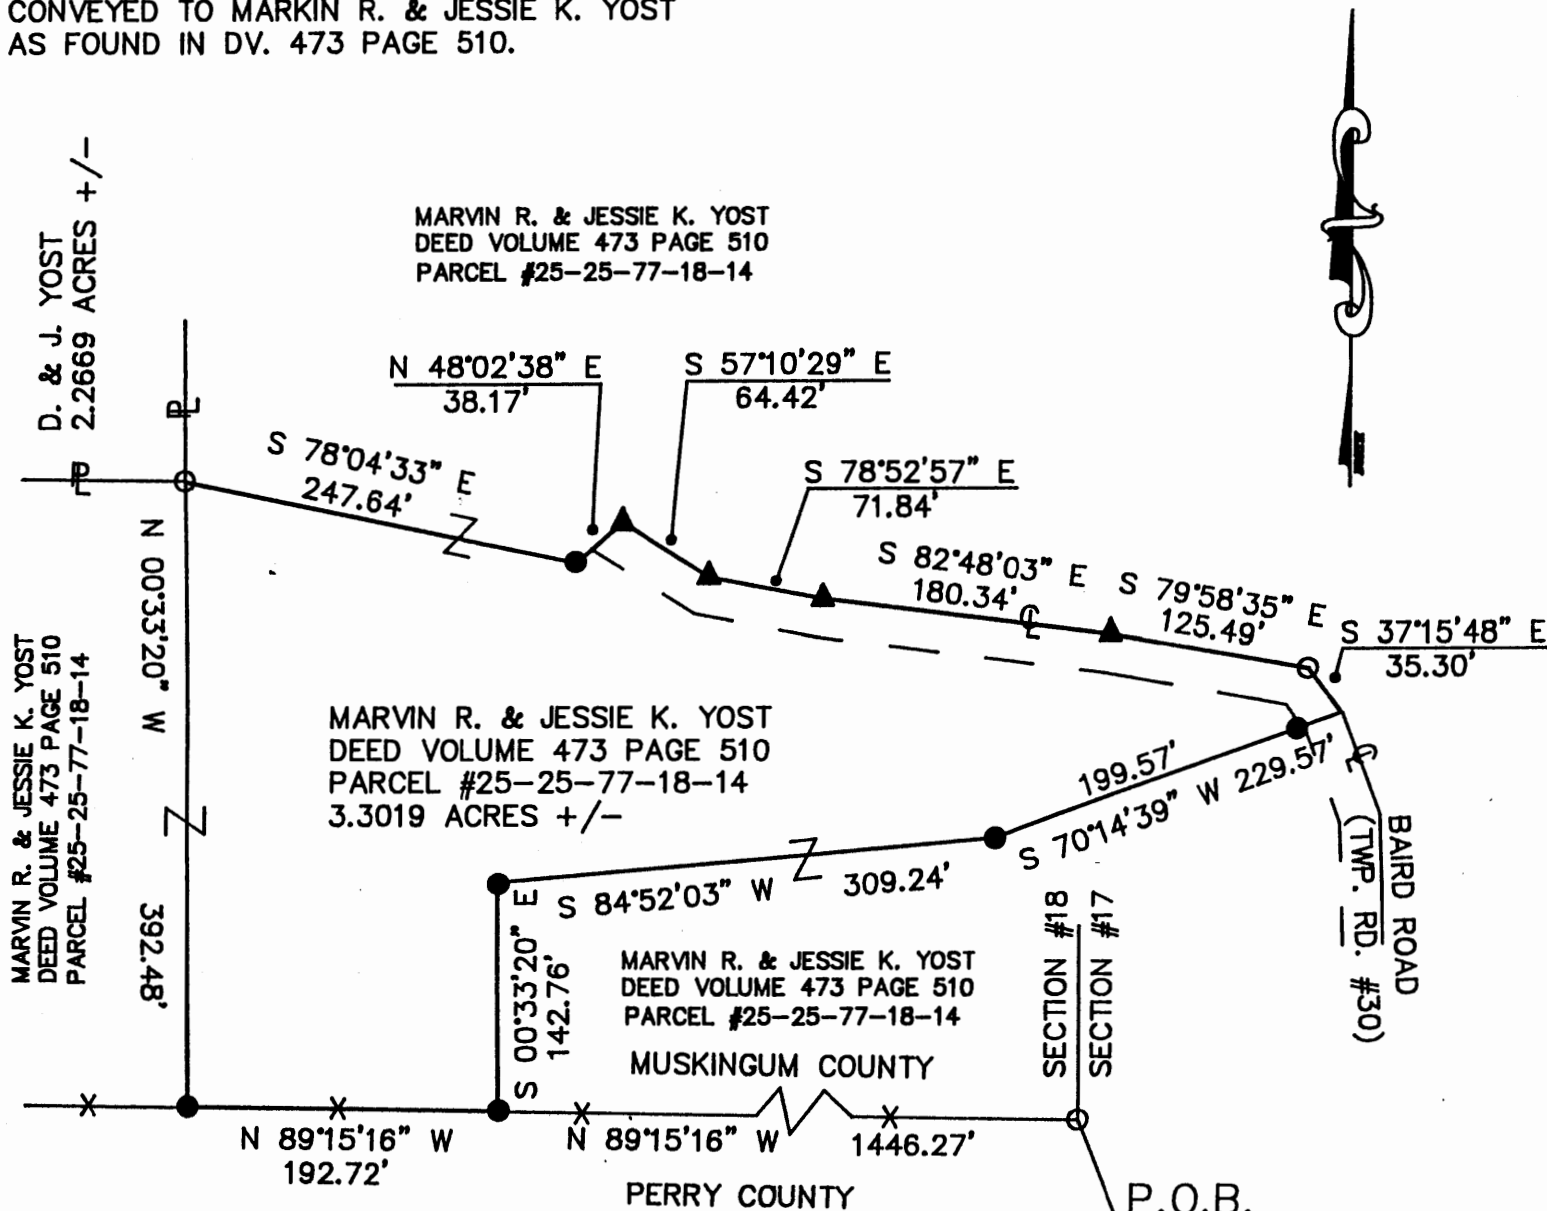 CONVEYED TO MARKIN R. & JESSIE K. YOST
AS FOUND IN DV. 473 PAGE 510.
D. & J. YOST
2.2669 ACRES +/-
MARVIN R. & JESSIE K. YOST
DEED VOLUME 473 PAGE 510
PARCEL #25-25-77-18-14
PL
PL
N 48°02'38" E
38.17'
S 57°10'29" E
64.42'
S 78°04'33" E
247.64'
S 78°52'57" E
71.84'
S 82°48'03" E
180.34'
CL
S 79°58'35" E
125.49'
S 37°15'48" E
35.30'
N 00°33'20" W 392.48'
MARVIN R. & JESSIE K. YOST
DEED VOLUME 473 PAGE 510
PARCEL #25-25-77-18-14
MARVIN R. & JESSIE K. YOST
DEED VOLUME 473 PAGE 510
PARCEL #25-25-77-18-14
3.3019 ACRES +/-
199.57'
S 70°14'39" W 229.57'
CL
BAIRD ROAD
(TWP. RD. #30)
S 84°52'03" W 309.24'
S 00°33'20" E
142.76'
MARVIN R. & JESSIE K. YOST
DEED VOLUME 473 PAGE 510
PARCEL #25-25-77-18-14
SECTION #18
SECTION #17
MUSKINGUM COUNTY
N 89°15'16" W
192.72'
N 89°15'16" W 1446.27'
PERRY COUNTY
P.O.B.